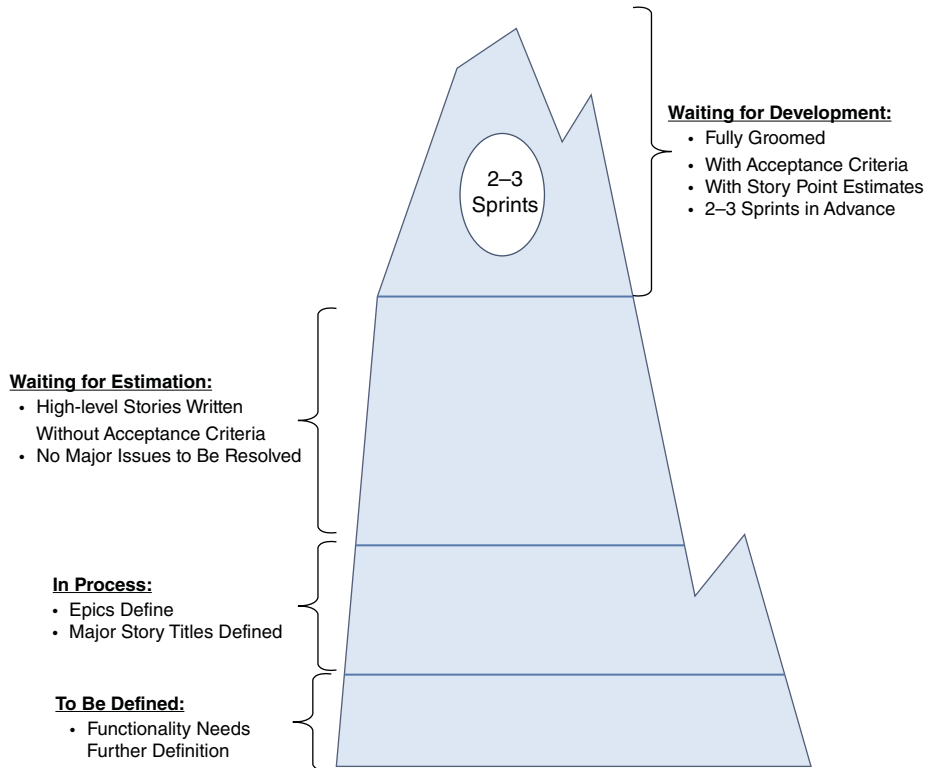 2–3
Sprints
Waiting for Development:
• Fully Groomed
• With Acceptance Criteria
• With Story Point Estimates
• 2–3 Sprints in Advance
Waiting for Estimation:
• High-level Stories Written
Without Acceptance Criteria
• No Major Issues to Be Resolved
In Process:
• Epics Define
• Major Story Titles Defined
To Be Defined:
• Functionality Needs
Further Definition